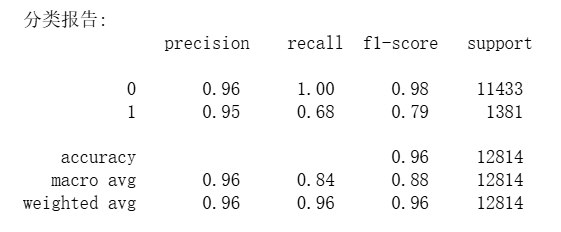 分类报告:
precision recall f1-score support
0 0.96 1.00 0.98 11433
1 0.95 0.68 0.79 1381
accuracy 0.96 12814
macro avg 0.96 0.84 0.88 12814
weighted avg 0.96 0.96 0.96 12814